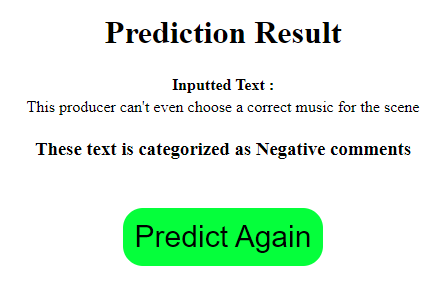 Prediction Result
Inputted Text :
This producer can't even choose a correct music for the scene
These text is categorized as Negative comments
Predict Again